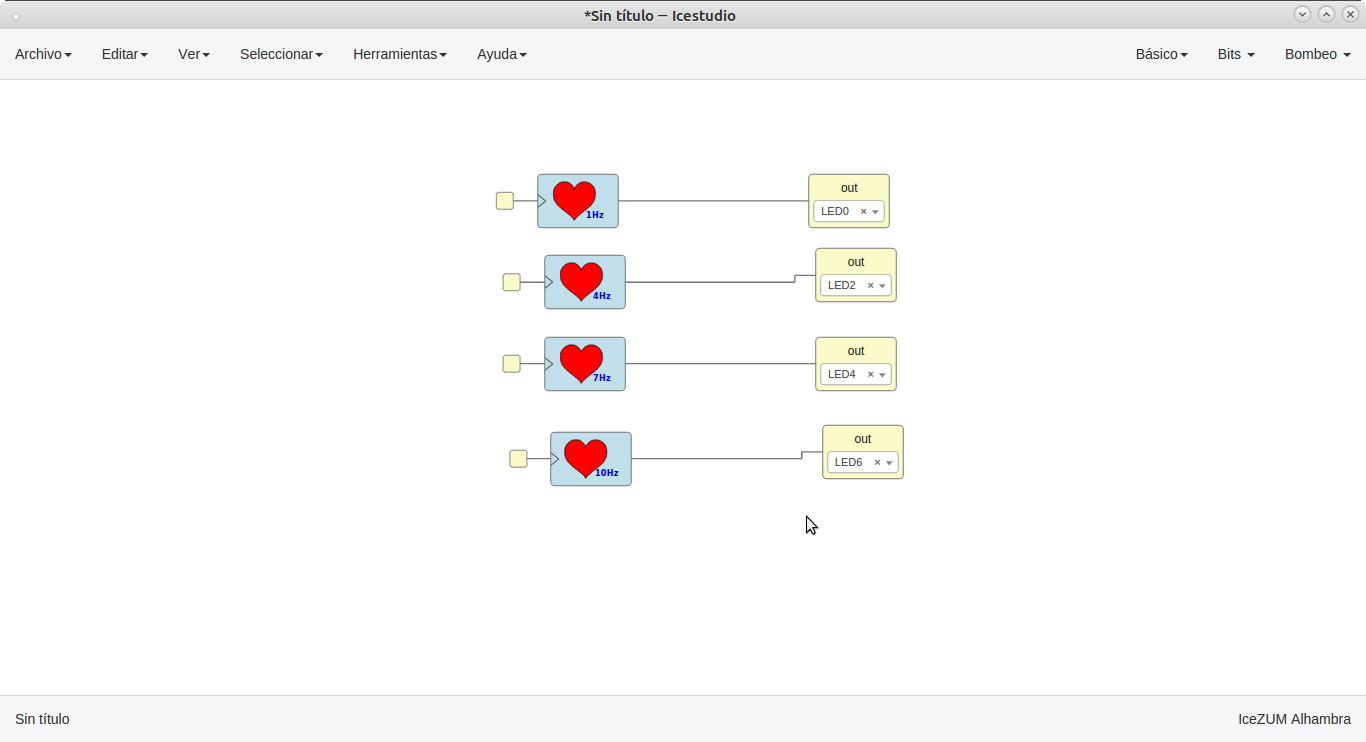 *Sin título — Icestudio
Archivo Editar Ver Seleccionar Herramientas Ayuda Básico Bits Bombeo
1Hz
out
LED0
4Hz
out
LED2
7Hz
out
LED4
10Hz
out
LED6
Sin título IceZUM Alhambra